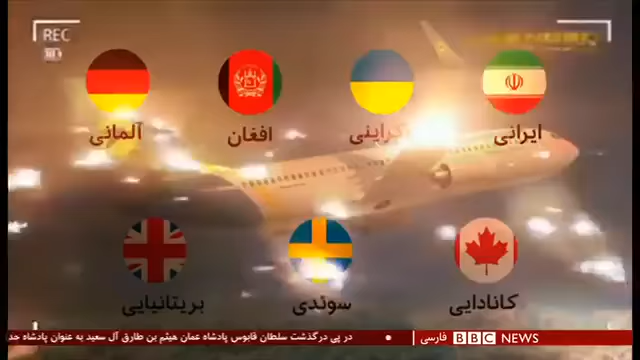 REC
ایرانی
اوکراینی
افغان
آلمانی
کانادایی
سوئدی
بریتانیایی
BBC NEWS فارسی
در پی درگذشت سلطان قابوس پادشاه عمان هیثم بن طارق آل سعید به عنوان پادشاه جد